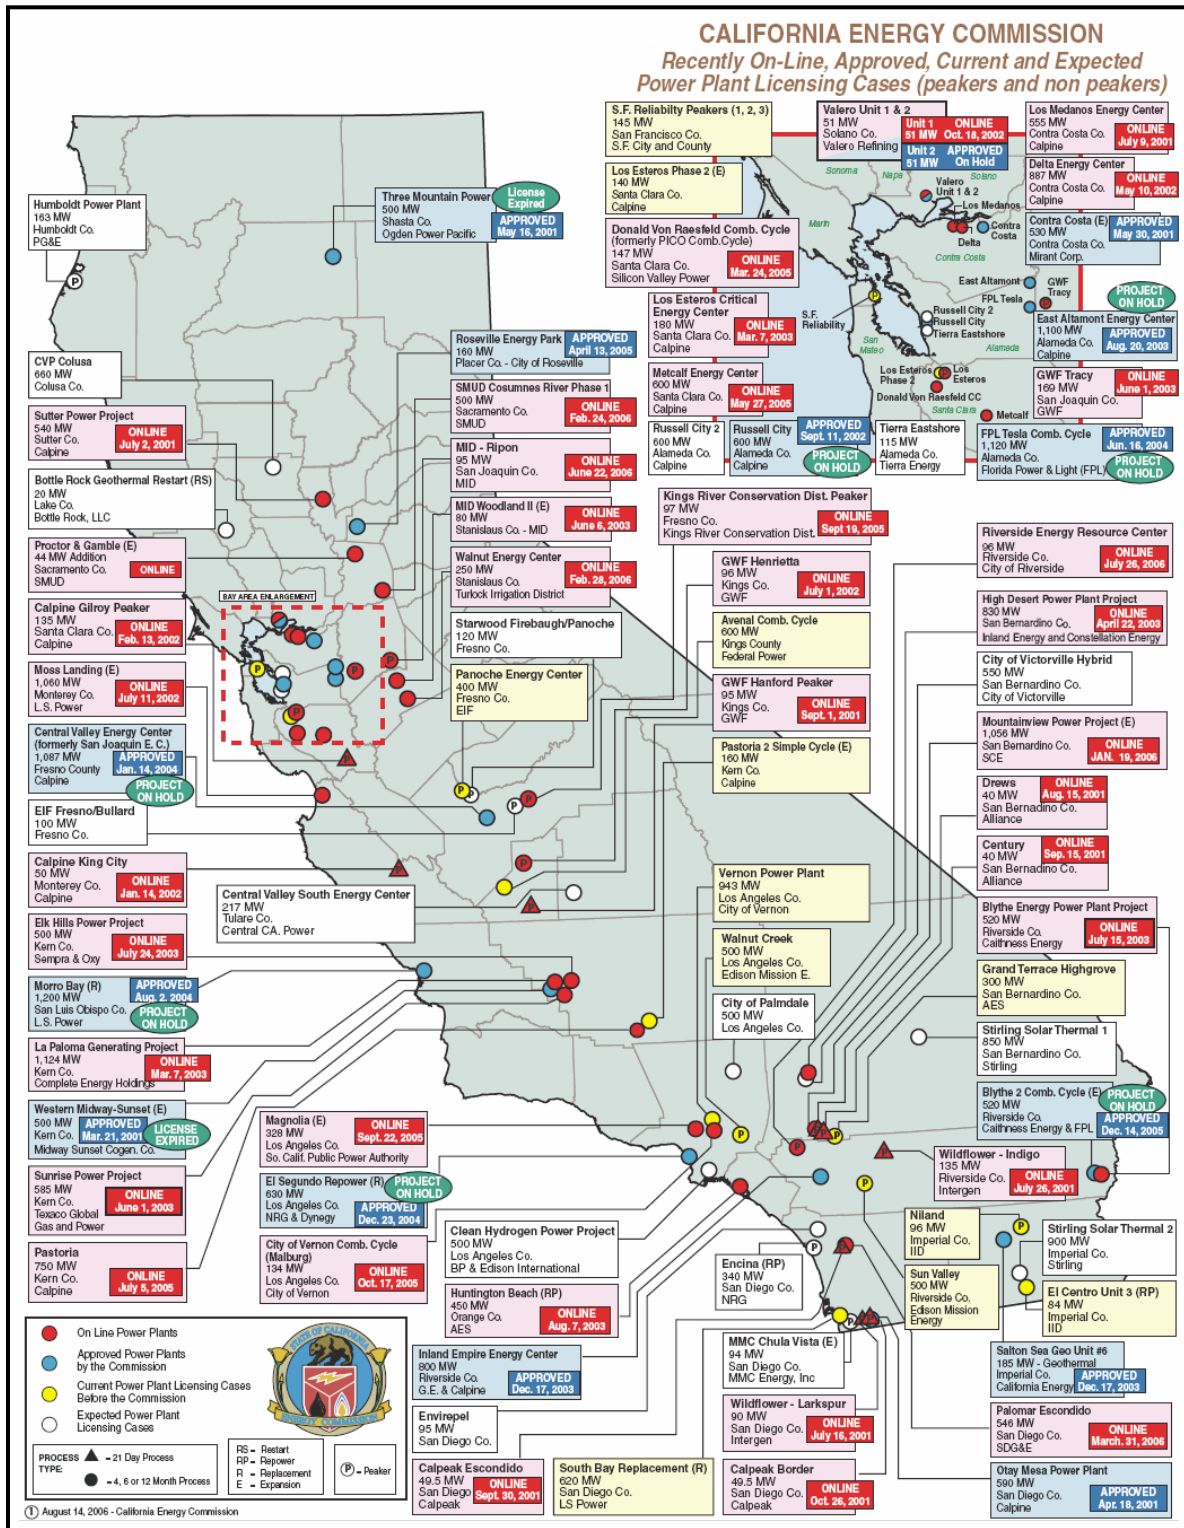 CALIFORNIA ENERGY COMMISSION
Recently On-Line, Approved, Current and Expected
Power Plant Licensing Cases (peakers and non peakers)
S.F. Reliabilty Peakers (1, 2, 3)
145 MW
San Francisco Co.
S.F. City and County
Valero Unit 1 & 2
51 MW
Solano Co.
Valero Refining
Unit 1 ONLINE
51 MW Oct. 18, 2002
Unit 2 APPROVED
51 MW On Hold
Los Medanos Energy Center
555 MW
Contra Costa Co.
Calpine
ONLINE
July 9, 2001
Los Esteros Phase 2 (E)
140 MW
Santa Clara Co.
Calpine
Delta Energy Center
887 MW
Contra Costa Co.
Calpine
ONLINE
May 10, 2002
Donald Von Raesfeld Comb. Cycle
(formerly PICO Comb.Cycle)
147 MW
Santa Clara Co.
Silicon Valley Power
ONLINE
Mar. 24, 2005
Contra Costa (E)
530 MW
Contra Costa Co.
Mirant Corp.
APPROVED
May 30, 2001
Los Esteros Critical
Energy Center
180 MW
Santa Clara Co.
Calpine
ONLINE
Mar. 7, 2003
PROJECT
ON HOLD
East Altamont Energy Center
1,100 MW
Alameda Co.
Calpine
APPROVED
Aug. 20, 2003
Metcalf Energy Center
600 MW
Santa Clara Co.
Calpine
ONLINE
May 27, 2005
GWF Tracy
169 MW
San Joaquin Co.
GWF
ONLINE
June 1, 2003
Russell City 2
600 MW
Alameda Co.
Calpine
Russell City
600 MW
Alameda Co.
Calpine
APPROVED
Sept. 11, 2002
PROJECT
ON HOLD
Tierra Eastshore
115 MW
Alameda Co.
Tierra Energy
FPL Tesla Comb. Cycle
1,120 MW
Alameda Co.
Florida Power & Light (FPL)
APPROVED
Jun. 16, 2004
PROJECT
ON HOLD
Sonoma
Napa
Solano
Marin
Valero
Unit 1 & 2
Los Medanos
Delta
Contra
Costa
Contra Costa
East Altamont
GWF
Tracy
FPL Tesla
S.F.
Reliability
Russell City 2
Russell City
Tierra Eastshore
San
Mateo
Alameda
Los Esteros
Phase 2
Los
Esteros
Donald Von Raesfeld CC
Santa Clara
Metcalf
Humboldt Power Plant
163 MW
Humboldt Co.
PG&E
Three Mountain Power
500 MW
Shasta Co.
Ogden Power Pacific
License
Expired
APPROVED
May 16, 2001
Roseville Energy Park
160 MW
Placer Co. - City of Roseville
APPROVED
April 13, 2005
CVP Colusa
660 MW
Colusa Co.
SMUD Cosumnes River Phase 1
500 MW
Sacramento Co.
SMUD
ONLINE
Feb. 24, 2006
Sutter Power Project
540 MW
Sutter Co.
Calpine
ONLINE
July 2, 2001
MID - Ripon
95 MW
San Joaquin Co.
MID
ONLINE
June 22, 2006
Bottle Rock Geothermal Restart (RS)
20 MW
Lake Co.
Bottle Rock, LLC
MID Woodland II (E)
80 MW
Stanislaus Co. - MID
ONLINE
June 6, 2003
Proctor & Gamble (E)
44 MW Addition
Sacramento Co.
SMUD
ONLINE
Walnut Energy Center
250 MW
Stanislaus Co.
Turlock Irrigation District
ONLINE
Feb. 28, 2006
BAY AREA ENLARGEMENT
Calpine Gilroy Peaker
135 MW
Santa Clara Co.
Calpine
ONLINE
Feb. 13, 2002
Starwood Firebaugh/Panoche
120 MW
Fresno Co.
Moss Landing (E)
1,060 MW
Monterey Co.
L.S. Power
ONLINE
July 11, 2002
Panoche Energy Center
400 MW
Fresno Co.
EIF
Central Valley Energy Center
(formerly San Joaquin E. C.)
1,087 MW
Fresno County
Calpine
APPROVED
Jan. 14, 2004
PROJECT
ON HOLD
EIF Fresno/Bullard
100 MW
Fresno Co.
Calpine King City
50 MW
Monterey Co.
Calpine
ONLINE
Jan. 14, 2002
Central Valley South Energy Center
217 MW
Tulare Co.
Central CA. Power
Elk Hills Power Project
500 MW
Kern Co.
Sempra & Oxy
ONLINE
July 24, 2003
Morro Bay (R)
1,200 MW
San Luis Obispo Co.
L.S. Power
APPROVED
Aug. 2, 2004
PROJECT
ON HOLD
La Paloma Generating Project
1,124 MW
Kern Co.
Complete Energy Holdings
ONLINE
Mar. 7, 2003
Western Midway-Sunset (E)
500 MW
Kern Co.
Midway Sunset Cogen. Co.
APPROVED
Mar. 21, 2001
LICENSE
EXPIRED
Sunrise Power Project
585 MW
Kern Co.
Texaco Global
Gas and Power
ONLINE
June 1, 2003
Pastoria
750 MW
Kern Co.
Calpine
ONLINE
July 5, 2005
Kings River Conservation Dist. Peaker
97 MW
Fresno Co.
Kings River Conservation Dist.
ONLINE
Sept 19, 2005
GWF Henrietta
96 MW
Kings Co.
GWF
ONLINE
July 1, 2002
Avenal Comb. Cycle
600 MW
Kings County
Federal Power
GWF Hanford Peaker
95 MW
Kings Co.
GWF
ONLINE
Sept. 1, 2001
Pastoria 2 Simple Cycle (E)
160 MW
Kern Co.
Calpine
Vernon Power Plant
943 MW
Los Angeles Co.
City of Vernon
Walnut Creek
500 MW
Los Angeles Co.
Edison Mission E.
City of Palmdale
500 MW
Los Angeles Co.
Riverside Energy Resource Center
96 MW
Riverside Co.
City of Riverside
ONLINE
July 26, 2006
High Desert Power Plant Project
830 MW
San Bernardino Co.
Inland Energy and Constellation Energy
ONLINE
April 22, 2003
City of Victorville Hybrid
550 MW
San Bernardino Co.
City of Victorville
Mountainview Power Project (E)
1,056 MW
San Bernardino Co.
SCE
ONLINE
JAN. 19, 2006
Drews
40 MW
San Bernadino Co.
Alliance
ONLINE
Aug. 15, 2001
Century
40 MW
San Bernadino Co.
Alliance
ONLINE
Sep. 15, 2001
Blythe Energy Power Plant Project
520 MW
Riverside Co.
Caithness Energy
ONLINE
July 15, 2003
Grand Terrace Highgrove
300 MW
San Bernardino Co.
AES
Stirling Solar Thermal 1
850 MW
San Bernardino Co.
Stirling
Blythe 2 Comb. Cycle (E)
520 MW
Riverside Co.
Caithness Energy & FPL
PROJECT
ON HOLD
APPROVED
Dec. 14, 2005
Wildflower - Indigo
135 MW
Riverside Co.
Intergen
ONLINE
July 26, 2001
Magnolia (E)
328 MW
Los Angeles Co.
So. Calif. Public Power Authority
ONLINE
Sept. 22, 2005
El Segundo Repower (R)
630 MW
Los Angeles Co.
NRG & Dynegy
PROJECT
ON HOLD
APPROVED
Dec. 23, 2004
City of Vernon Comb. Cycle
(Malburg)
134 MW
Los Angeles Co.
City of Vernon
ONLINE
Oct. 17, 2005
Clean Hydrogen Power Project
500 MW
Los Angeles Co.
BP & Edison International
Huntington Beach (RP)
450 MW
Orange Co.
AES
ONLINE
Aug. 7, 2003
Inland Empire Energy Center
800 MW
Riverside Co.
G.E. & Calpine
APPROVED
Dec. 17, 2003
Envirepel
95 MW
San Diego Co.
Calpeak Escondido
49.5 MW
San Diego
Calpeak
ONLINE
Sept. 30, 2001
South Bay Replacement (R)
620 MW
San Diego Co.
LS Power
Encina (RP)
340 MW
San Diego Co.
NRG
MMC Chula Vista (E)
94 MW
San Diego Co.
MMC Energy, Inc
Wildflower - Larkspur
90 MW
San Diego Co.
Intergen
ONLINE
July 16, 2001
Calpeak Border
49.5 MW
San Diego Co.
Calpeak
ONLINE
Oct. 26, 2001
Niland
96 MW
Imperial Co.
IID
Sun Valley
500 MW
Riverside Co.
Edison Mission
Energy
Stirling Solar Thermal 2
900 MW
Imperial Co.
Stirling
El Centro Unit 3 (RP)
84 MW
Imperial Co.
IID
Salton Sea Geo Unit #6
185 MW - Geothermal
Imperial Co.
California Energy
APPROVED
Dec. 17, 2003
Palomar Escondido
546 MW
San Diego Co.
SDG&E
ONLINE
March. 31, 2006
Otay Mesa Power Plant
590 MW
San Diego Co.
Calpine
APPROVED
Apr. 18, 2001
On Line Power Plants
Approved Power Plants
by the Commission
Current Power Plant Licensing Cases
Before the Commission
Expected Power Plant
Licensing Cases
STATE OF CALIFORNIA
ENERGY COMMISSION
PROCESS
TYPE:
= 21 Day Process
= 4, 6 or 12 Month Process
RS = Restart
RP = Repower
R = Replacement
E = Expansion
P = Peaker
1 August 14, 2006 - California Energy Commission